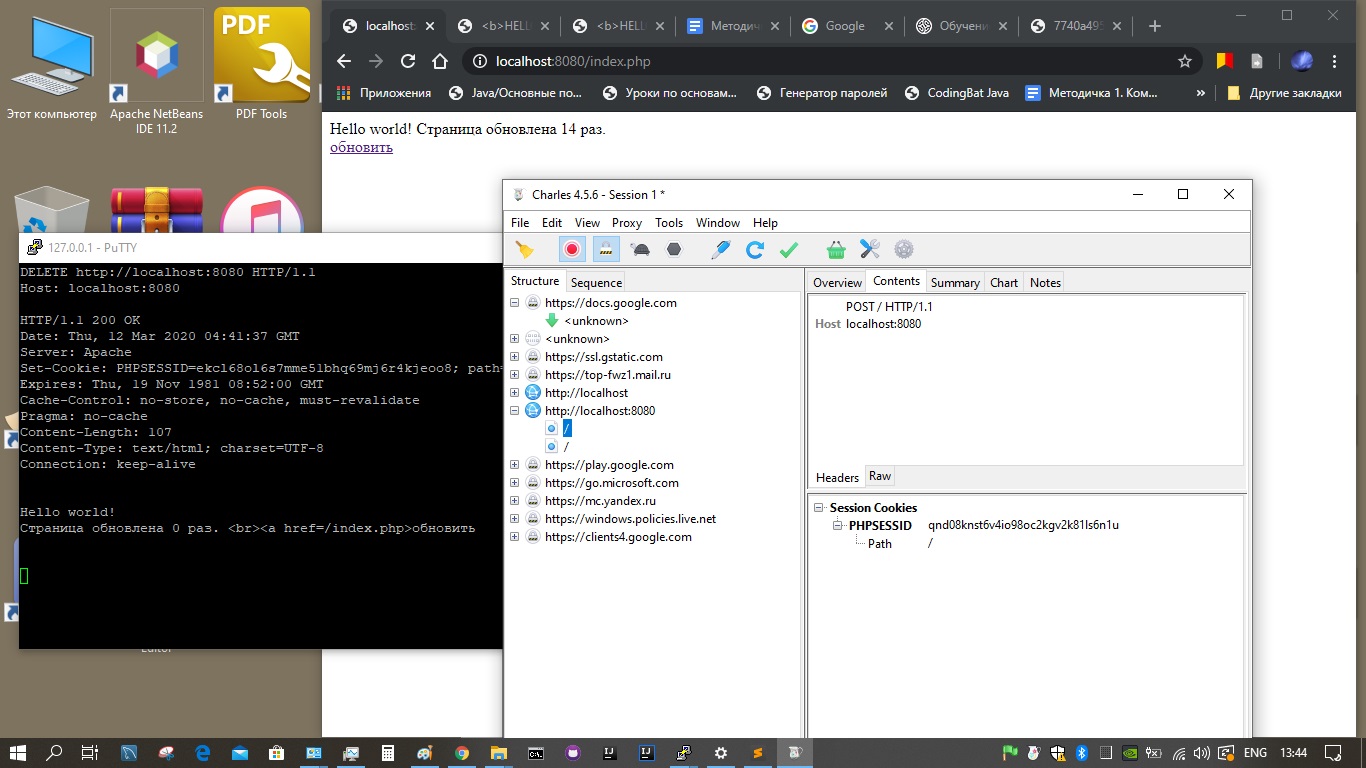 localhost:
<b>HELL
<b>HELL
Методич
Google
Обучени
7740a495
localhost:8080/index.php
Приложения
Java/Основные по...
Уроки по основам...
Генератор паролей
CodingBat Java
Методичка 1. Ком...
»
Другие закладки
PDF
Этот компьютер
Apache NetBeans
IDE 11.2
PDF Tools
Hello world! Страница обновлена 14 раз.
обновить
Charles 4.5.6 - Session 1 *
File Edit View Proxy Tools Window Help
Structure Sequence
https://docs.google.com
<unknown>
<unknown>
https://ssl.gstatic.com
https://top-fwz1.mail.ru
http://localhost
http://localhost:8080
/
/
https://play.google.com
https://go.microsoft.com
https://mc.yandex.ru
https://windows.policies.live.net
https://clients4.google.com
Overview Contents Summary Chart Notes
POST / HTTP/1.1
Host localhost:8080
Headers Raw
Session Cookies
PHPSESSID qnd08knst6v4io98oc2kgv2k81ls6n1u
Path /
127.0.0.1 - PuTTY
DELETE http://localhost:8080 HTTP/1.1
Host: localhost:8080
HTTP/1.1 200 OK
Date: Thu, 12 Mar 2020 04:41:37 GMT
Server: Apache
Set-Cookie: PHPSESSID=ekcl68ol6s7mme51bhq69mj6r4kjeoo8; path=
Expires: Thu, 19 Nov 1981 08:52:00 GMT
Cache-Control: no-store, no-cache, must-revalidate
Pragma: no-cache
Content-Length: 107
Content-Type: text/html; charset=UTF-8
Connection: keep-alive
Hello world!
Страница обновлена 0 раз. <br><a href=/index.php>обновить
Editor
ENG
13:44